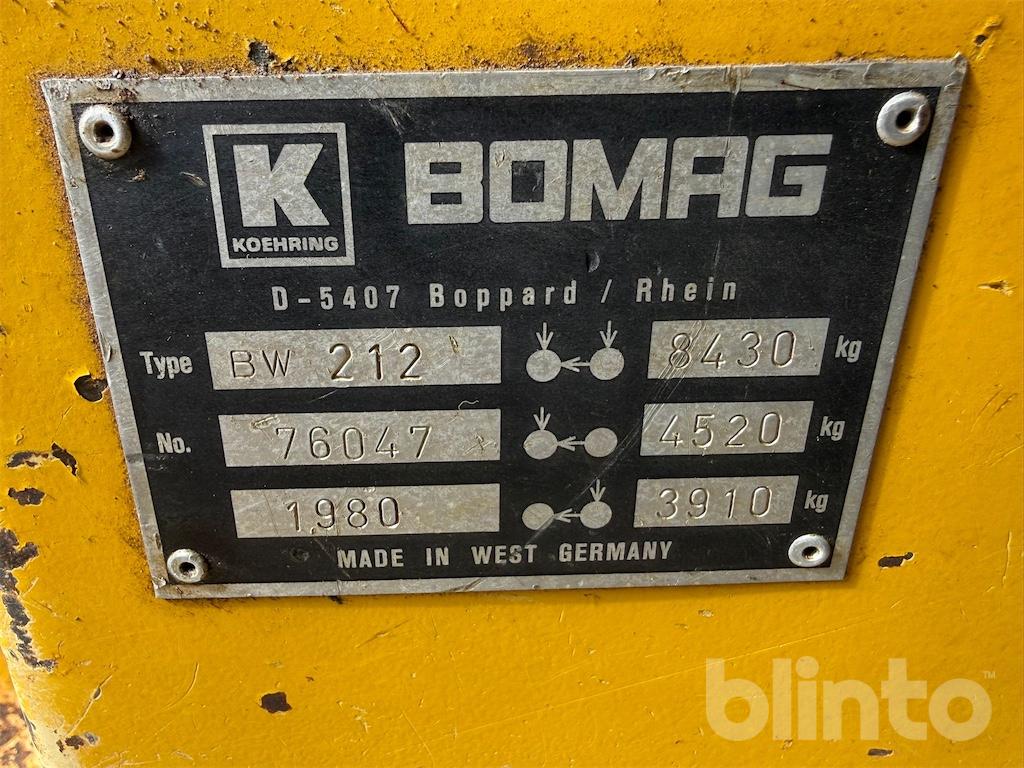 K
KOEHRING
BOMAG
D-5407 Boppard / Rhein
Type BW 212 8430 kg
No. 76047 4520 kg
1980 3910 kg
MADE IN WEST GERMANY
blinto™